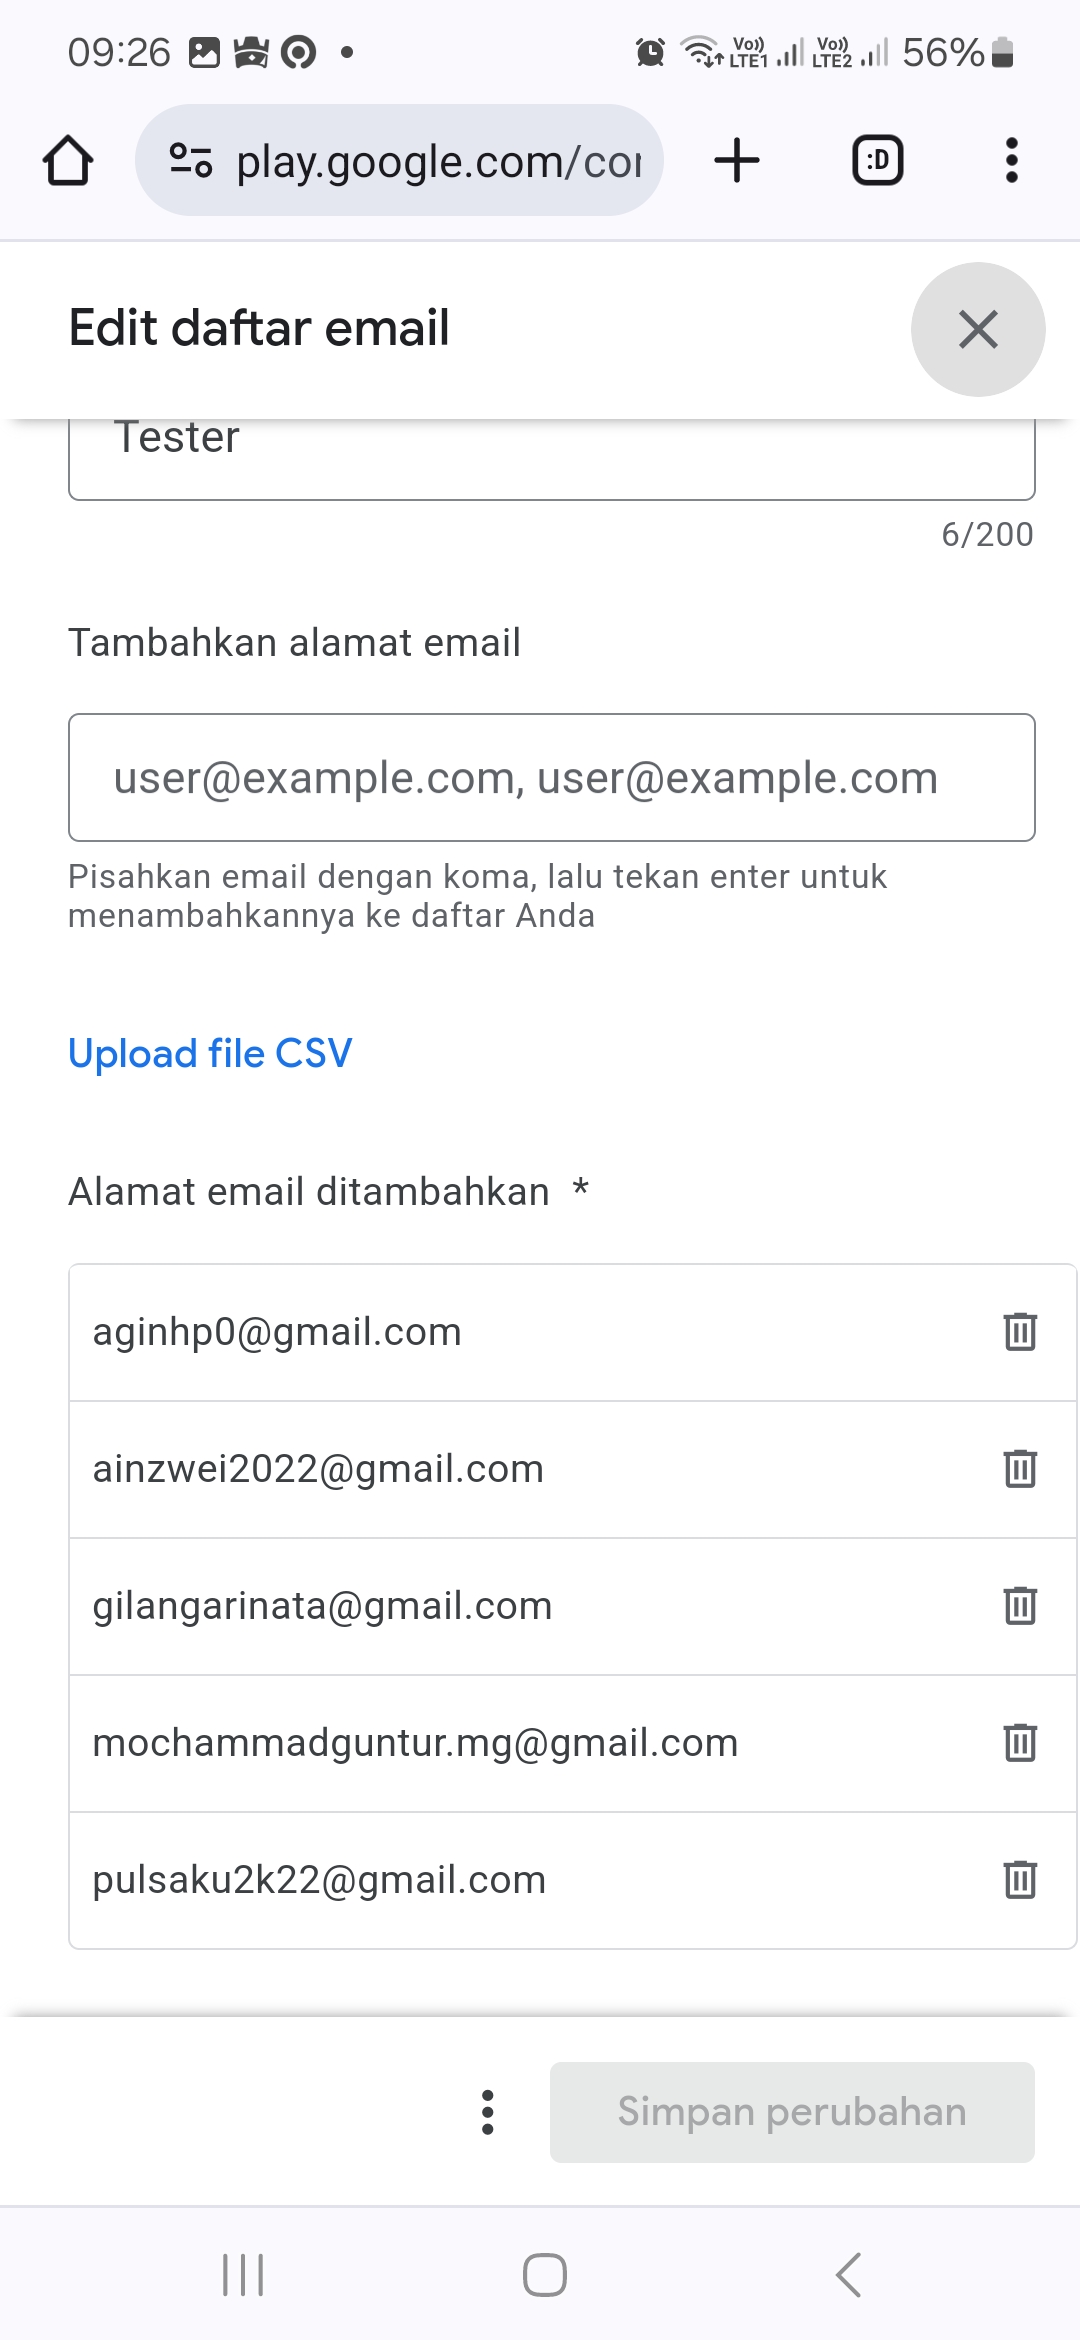 09:26
Vo)) LTE1
Vo)) LTE2
56%
play.google.com/con
:D
Edit daftar email
Tester
6/200
Tambahkan alamat email
user@example.com, user@example.com
Pisahkan email dengan koma, lalu tekan enter untuk
menambahkannya ke daftar Anda
Upload file CSV
Alamat email ditambahkan *
aginhp0@gmail.com
ainzwei2022@gmail.com
gilangarinata@gmail.com
mochammadguntur.mg@gmail.com
pulsaku2k22@gmail.com
Simpan perubahan